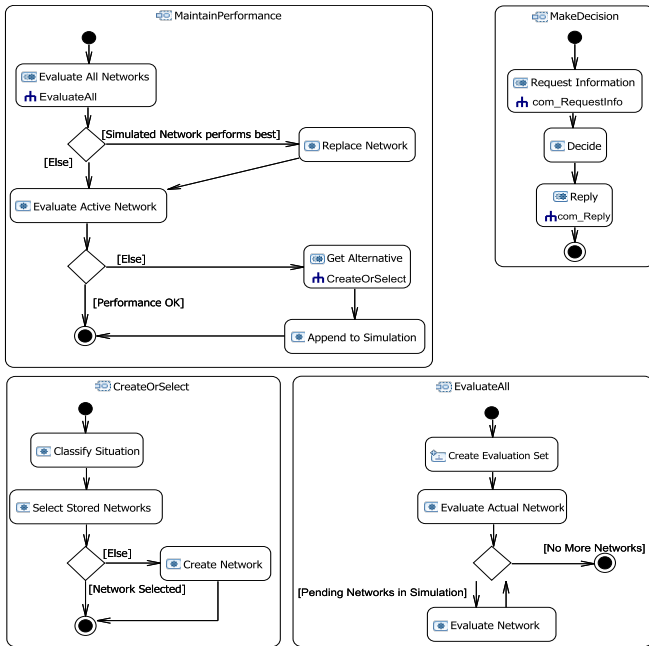 MaintainPerformance
Evaluate All Networks
EvaluateAll
[Simulated Network performs best]
Replace Network
[Else]
Evaluate Active Network
[Else]
Get Alternative
CreateOrSelect
[Performance OK]
Append to Simulation
MakeDecision
Request Information
com_RequestInfo
Decide
Reply
com_Reply
CreateOrSelect
Classify Situation
Select Stored Networks
[Else]
Create Network
[Network Selected]
EvaluateAll
Create Evaluation Set
Evaluate Actual Network
[No More Networks]
[Pending Networks in Simulation]
Evaluate Network